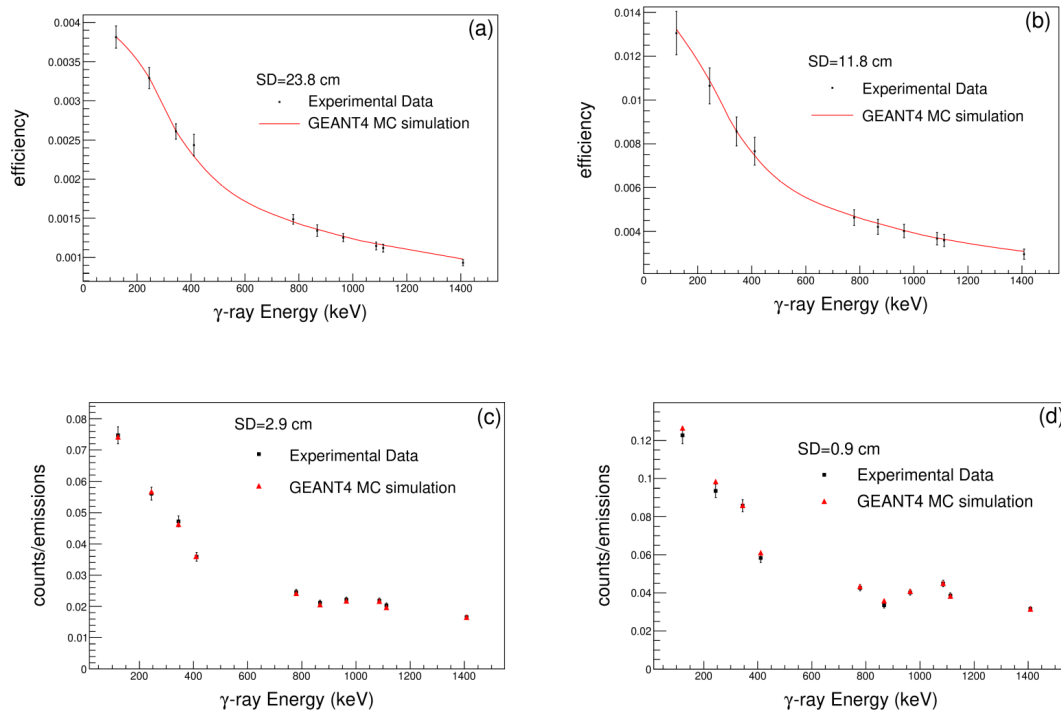 (a)
SD=23.8 cm
Experimental Data
GEANT4 MC simulation
efficiency
0.004
0.0035
0.003
0.0025
0.002
0.0015
0.001
0 200 400 600 800 1000 1200 1400
γ-ray Energy (keV)
(b)
SD=11.8 cm
Experimental Data
GEANT4 MC simulation
efficiency
0.014
0.012
0.01
0.008
0.006
0.004
0 200 400 600 800 1000 1200 1400
γ-ray Energy (keV)
(c)
SD=2.9 cm
Experimental Data
GEANT4 MC simulation
counts/emissions
0.08
0.07
0.06
0.05
0.04
0.03
0.02
0.01
0
200 400 600 800 1000 1200 1400
γ-ray Energy (keV)
(d)
SD=0.9 cm
Experimental Data
GEANT4 MC simulation
counts/emissions
0.12
0.1
0.08
0.06
0.04
0.02
0
200 400 600 800 1000 1200 1400
γ-ray Energy (keV)